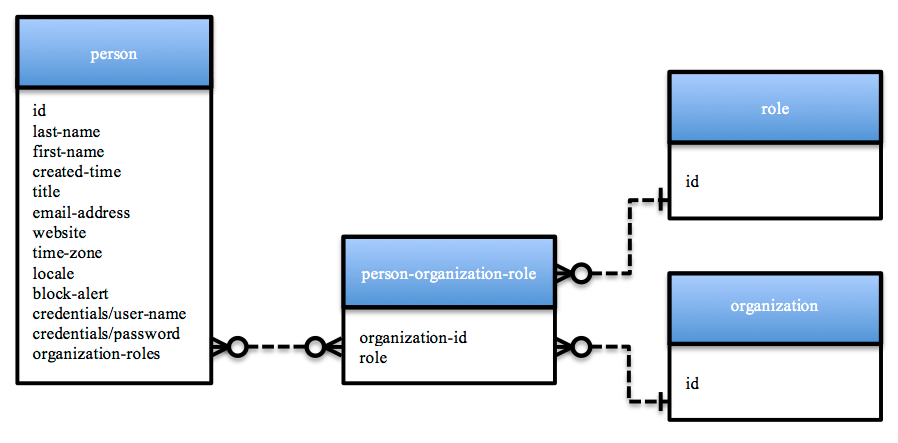 person
id
last-name
first-name
created-time
title
email-address
website
time-zone
locale
block-alert
credentials/user-name
credentials/password
organization-roles
person-organization-role
organization-id
role
role
id
organization
id